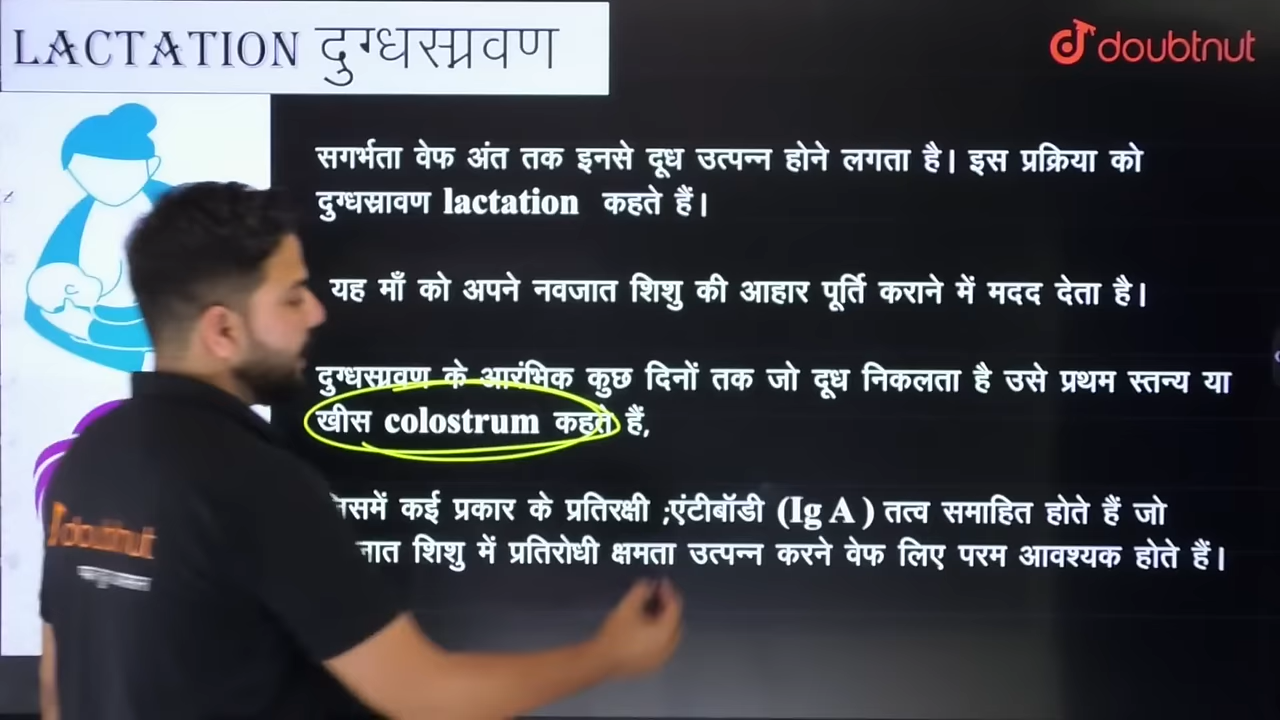 LACTATION दुग्धस्रवण
doubtnut
सगर्भता वेफ अंत तक इनसे दूध उत्पन्न होने लगता है। इस प्रक्रिया को
दुग्धस्रावण lactation कहते हैं।
यह माँ को अपने नवजात शिशु की आहार पूर्ति कराने में मदद देता है।
दुग्धस्रवण के आरंभिक कुछ दिनों तक जो दूध निकलता है उसे प्रथम स्तन्य या
खीस colostrum कहते हैं,
कई प्रकार के प्रतिरक्षी ;एंटीबॉडी (Ig A ) तत्व समाहित होते हैं जो
शिशु में प्रतिरोधी क्षमता उत्पन्न करने वेफ लिए परम आवश्यक होते हैं।
doubtnut